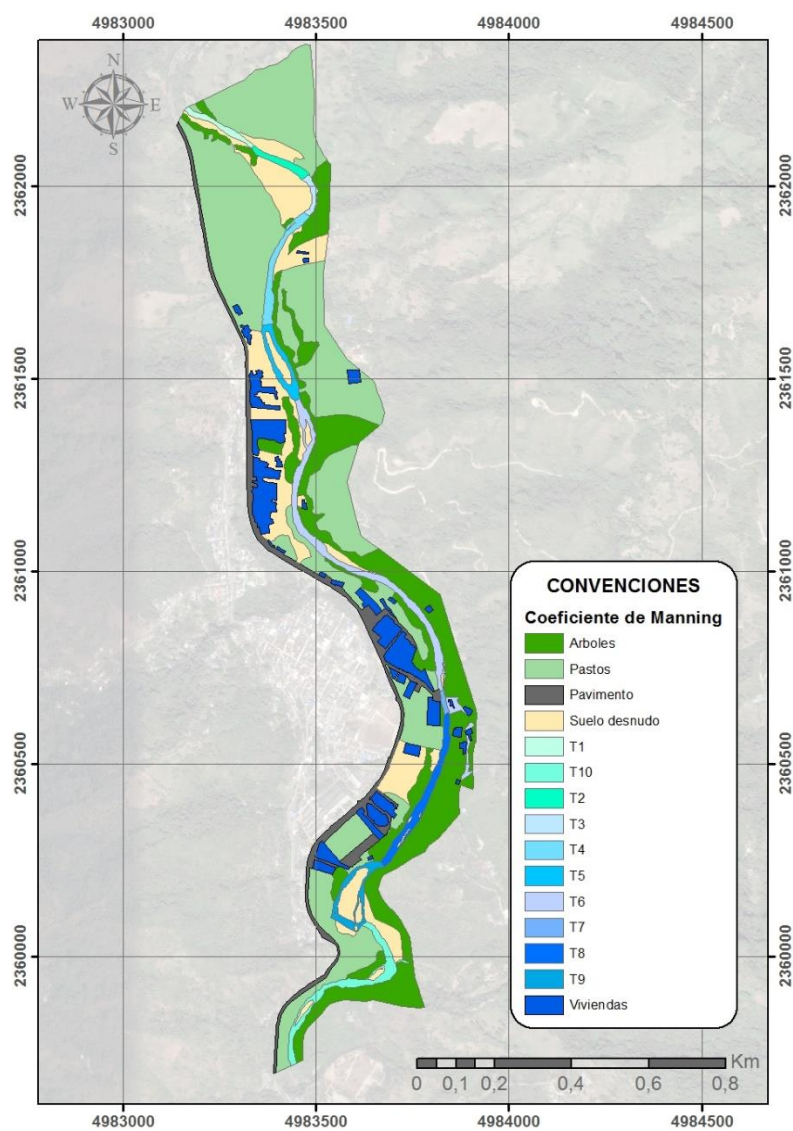 4983000 4983500 4984000 4984500
N
W E
S
2362000 2362000
2361500 2361500
2361000 2361000
2360500 2360500
2360000 2360000
CONVENCIONES
Coeficiente de Manning
Arboles
Pastos
Pavimento
Suelo desnudo
T1
T10
T2
T3
T4
T5
T6
T7
T8
T9
Viviendas
Km
0 0,1 0,2 0,4 0,6 0,8
4983000 4983500 4984000 4984500